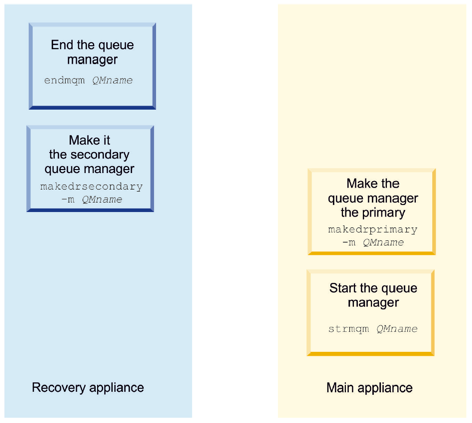 End the queue
manager
endmqm QMname
Make it
the secondary
queue manager
makedrsecondary
-m QMname
Recovery appliance
Make the
queue manager
the primary
makedrprimary
-m QMname
Start the queue
manager
strmqm QMname
Main appliance